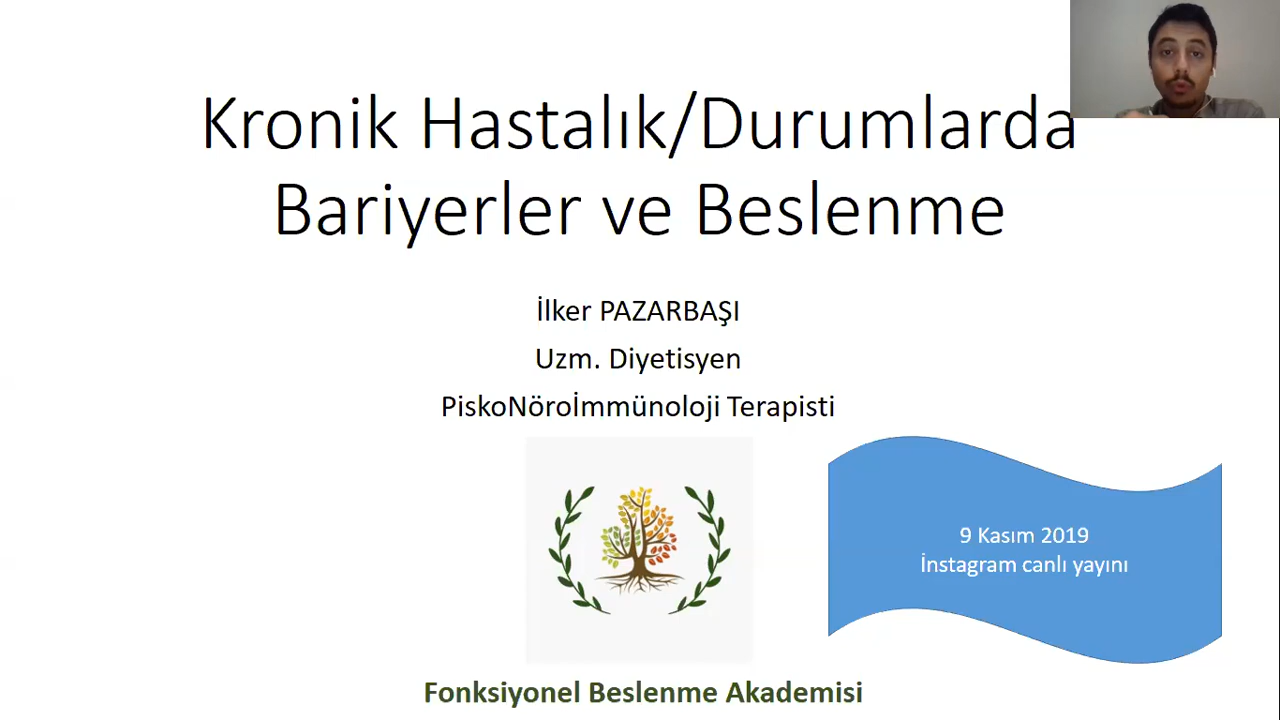 Kronik Hastalık/Durumlarda
Bariyerler ve Beslenme
İlker PAZARBAŞI
Uzm. Diyetisyen
PiskoNöroİmmünoloji Terapisti
9 Kasım 2019
İnstagram canlı yayını
Fonksiyonel Beslenme Akademisi